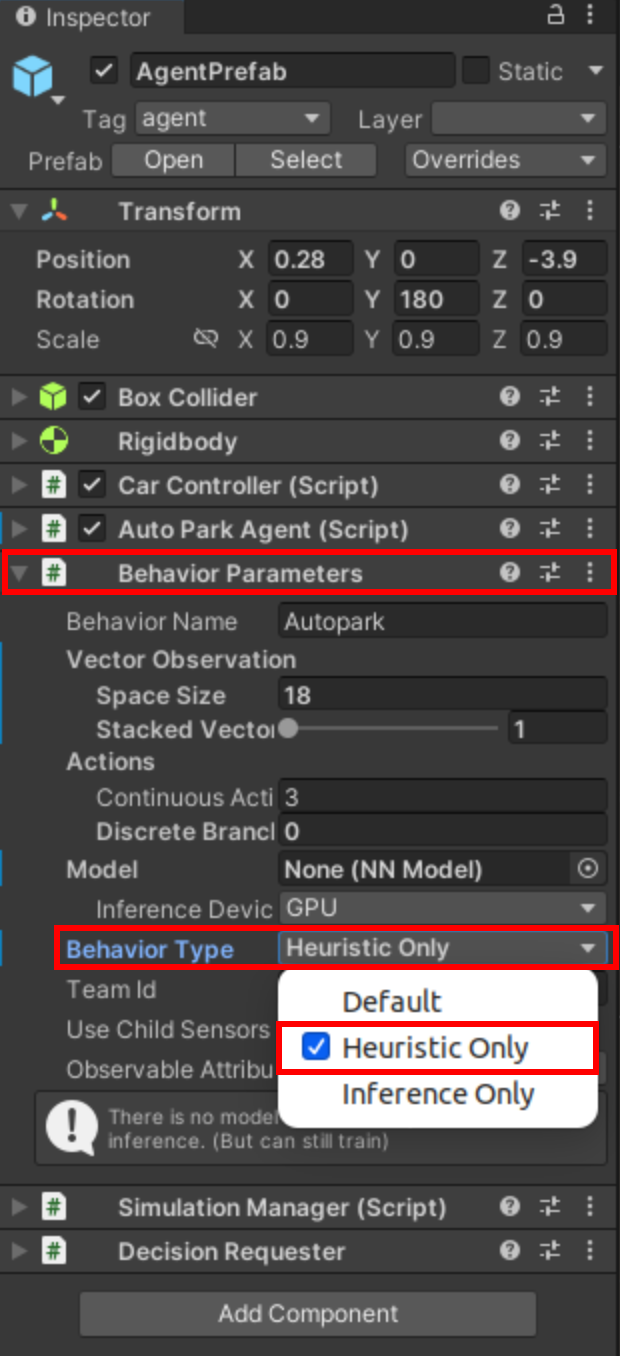 Inspector
AgentPrefab Static
Tag agent Layer
Prefab Open Select Overrides
Transform
Position X 0.28 Y 0 Z -3.9
Rotation X 0 Y 180 Z 0
Scale X 0.9 Y 0.9 Z 0.9
Box Collider
Rigidbody
# Car Controller (Script)
# Auto Park Agent (Script)
# Behavior Parameters
Behavior Name Autopark
Vector Observation
Space Size 18
Stacked Vector 1
Actions
Continuous Acti 3
Discrete Brancl 0
Model None (NN Model)
Inference Devic GPU
Behavior Type Heuristic Only
Team Id
Default
Use Child Sensors
Heuristic Only
Observable Attribu
Inference Only
There is no model
inference. (But can still train)
# Simulation Manager (Script)
# Decision Requester
Add Component